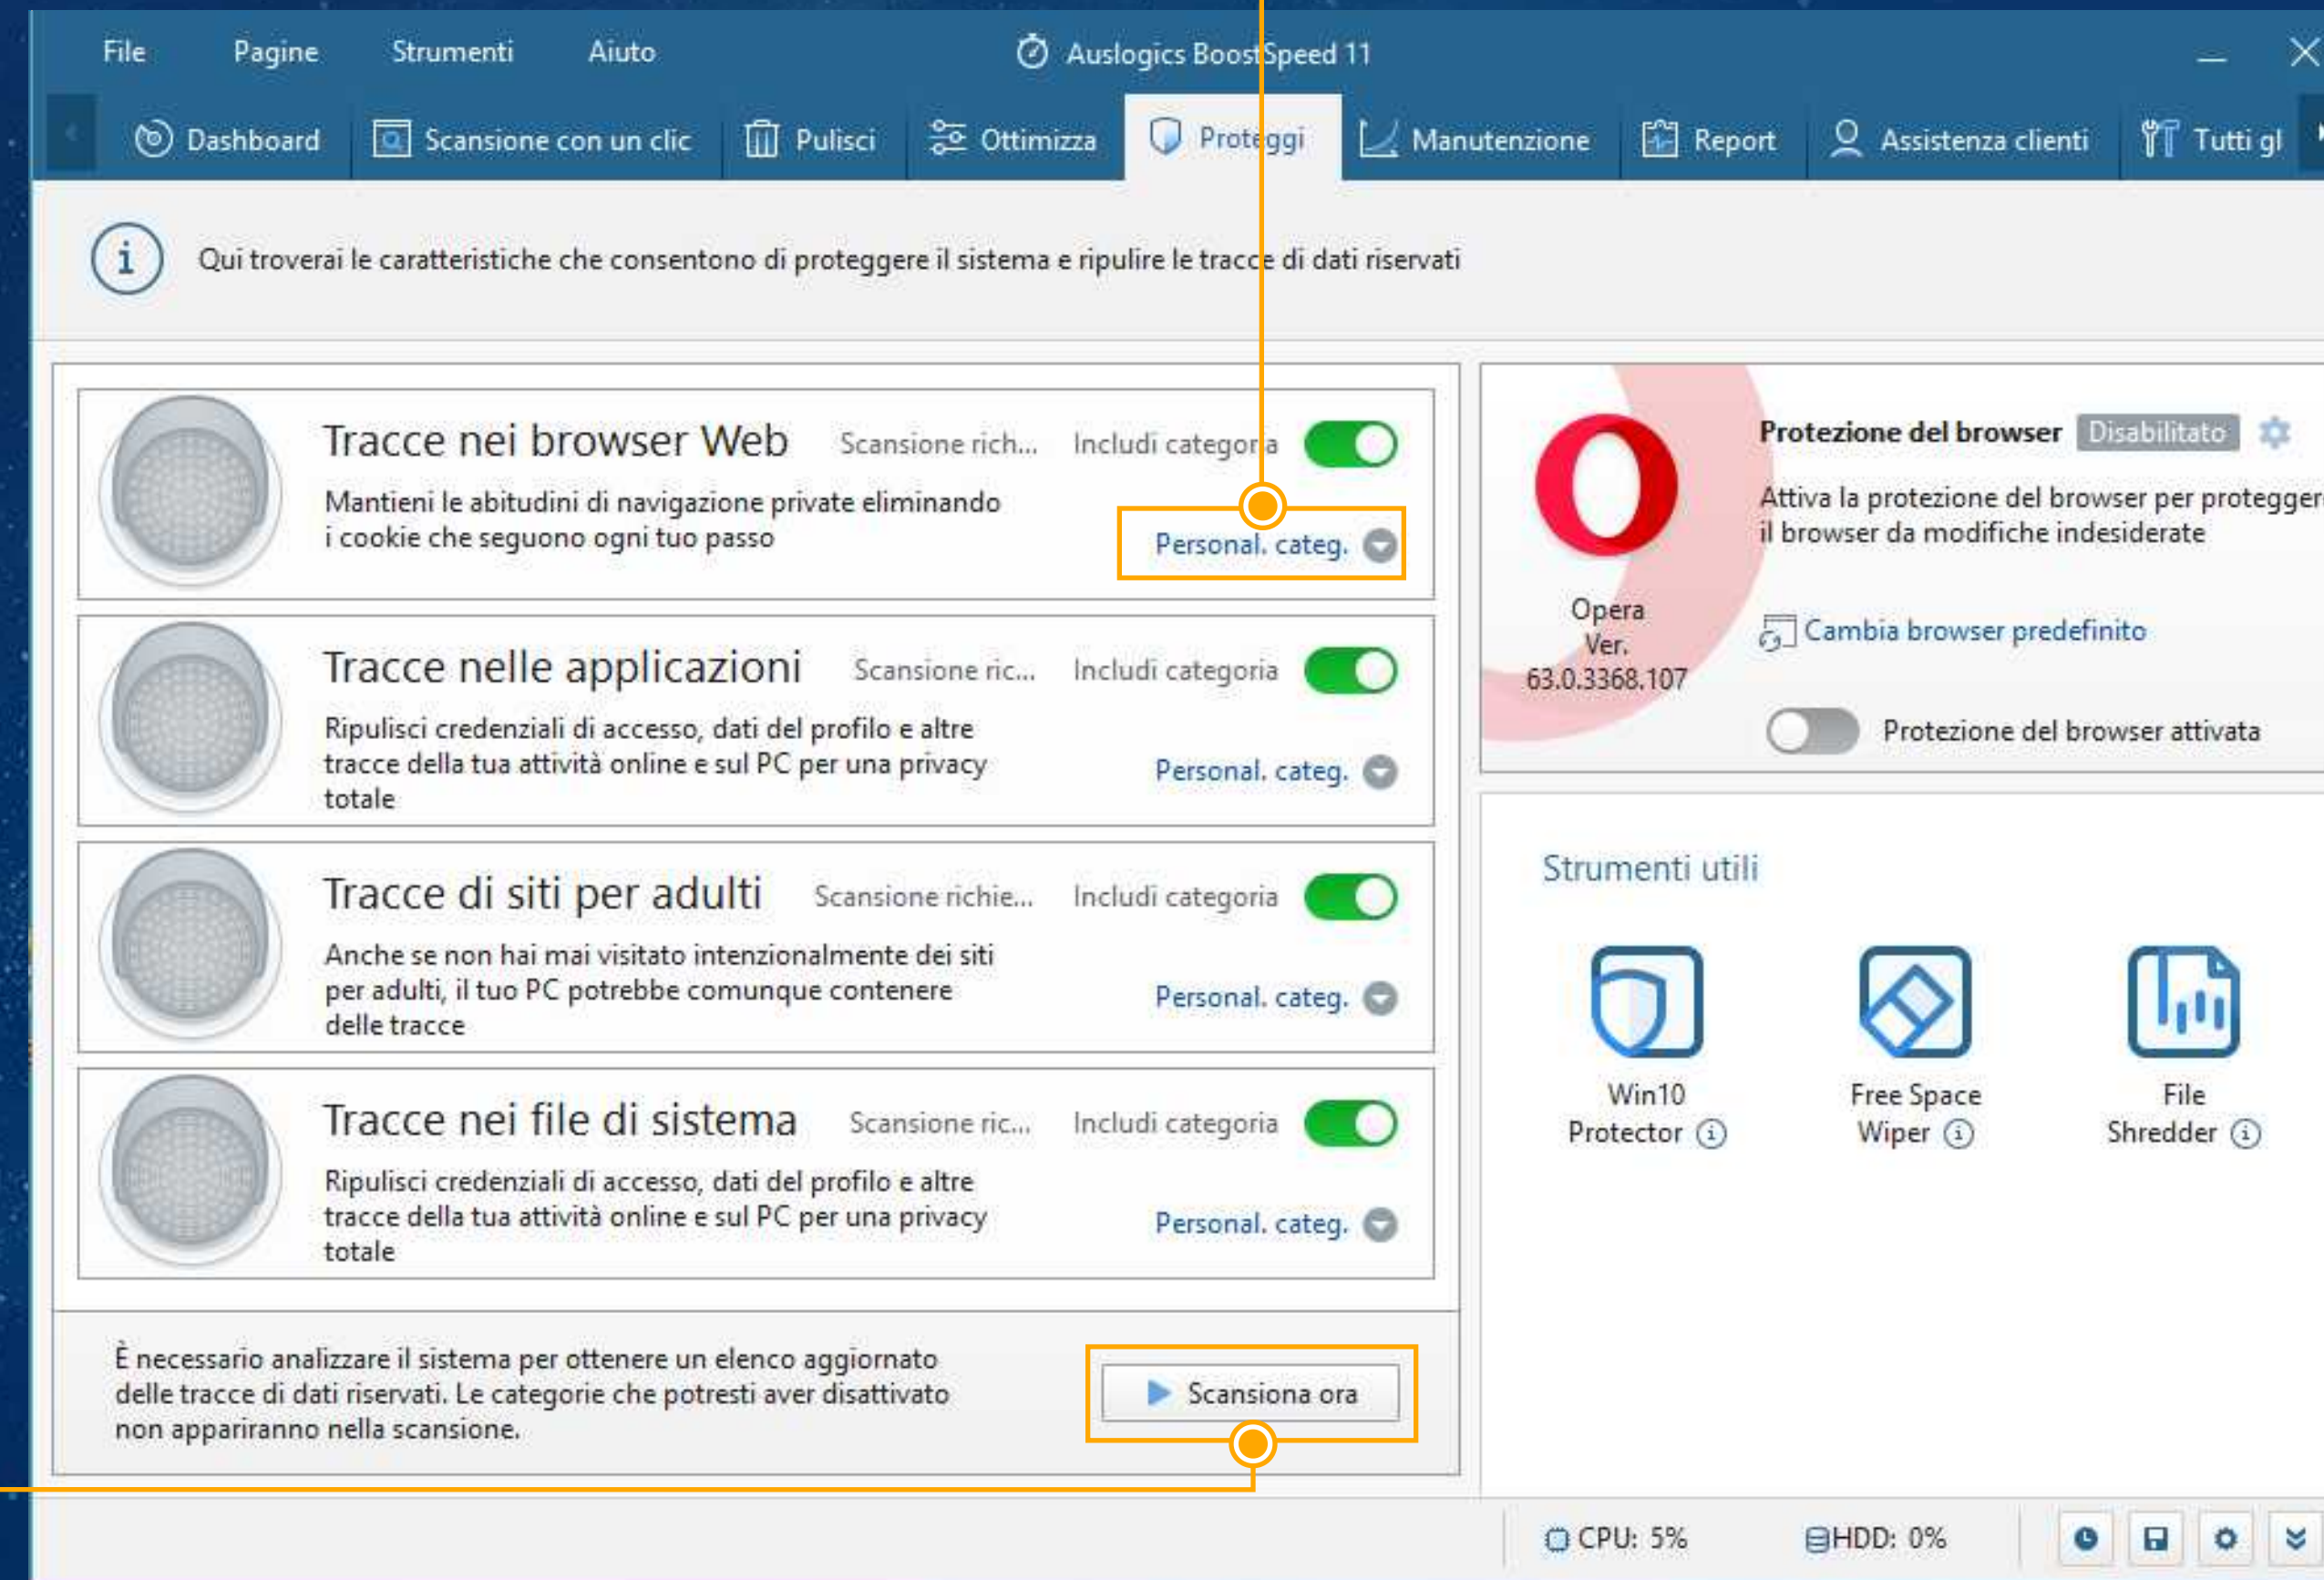 File Pagine Strumenti Aiuto Auslogics BoostSpeed 11
Dashboard Scansione con un clic Pulisci Ottimizza Proteggi Manutenzione Report Assistenza clienti Tutti gl
Qui troverai le caratteristiche che consentono di proteggere il sistema e ripulire le tracce di dati riservati
Tracce nei browser Web Scansione rich... Includi categoria
Mantieni le abitudini di navigazione private eliminando
i cookie che seguono ogni tuo passo
Personal. categ.
Tracce nelle applicazioni Scansione ric... Includi categoria
Ripulisci credenziali di accesso, dati del profilo e altre
tracce della tua attività online e sul PC per una privacy
totale
Personal. categ.
Tracce di siti per adulti Scansione richie... Includi categoria
Anche se non hai mai visitato intenzionalmente dei siti
per adulti, il tuo PC potrebbe comunque contenere
delle tracce
Personal. categ.
Tracce nei file di sistema Scansione ric... Includi categoria
Ripulisci credenziali di accesso, dati del profilo e altre
tracce della tua attività online e sul PC per una privacy
totale
Personal. categ.
È necessario analizzare il sistema per ottenere un elenco aggiornato
delle tracce di dati riservati. Le categorie che potresti aver disattivato
non appariranno nella scansione.
Scansiona ora
Protezione del browser Disabilitato
Attiva la protezione del browser per proteggere
il browser da modifiche indesiderate
Opera
Ver.
63.0.3368.107
Cambia browser predefinito
Protezione del browser attivata
Strumenti utili
Win10
Protector
Free Space
Wiper
File
Shredder
CPU: 5% HDD: 0%